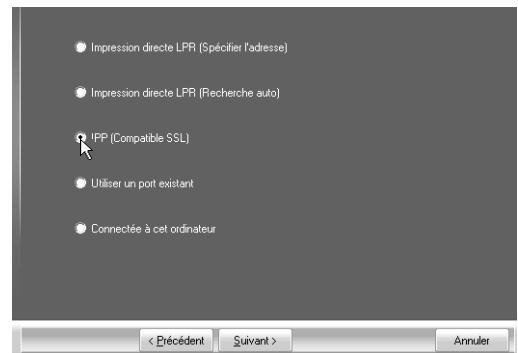 Impression directe LPR (Spécifier l'adresse)
Impression directe LPR (Recherche auto)
IPP (Compatible SSL)
Utiliser un port existant
Connectée à cet ordinateur
< Précédent Suivant > Annuler